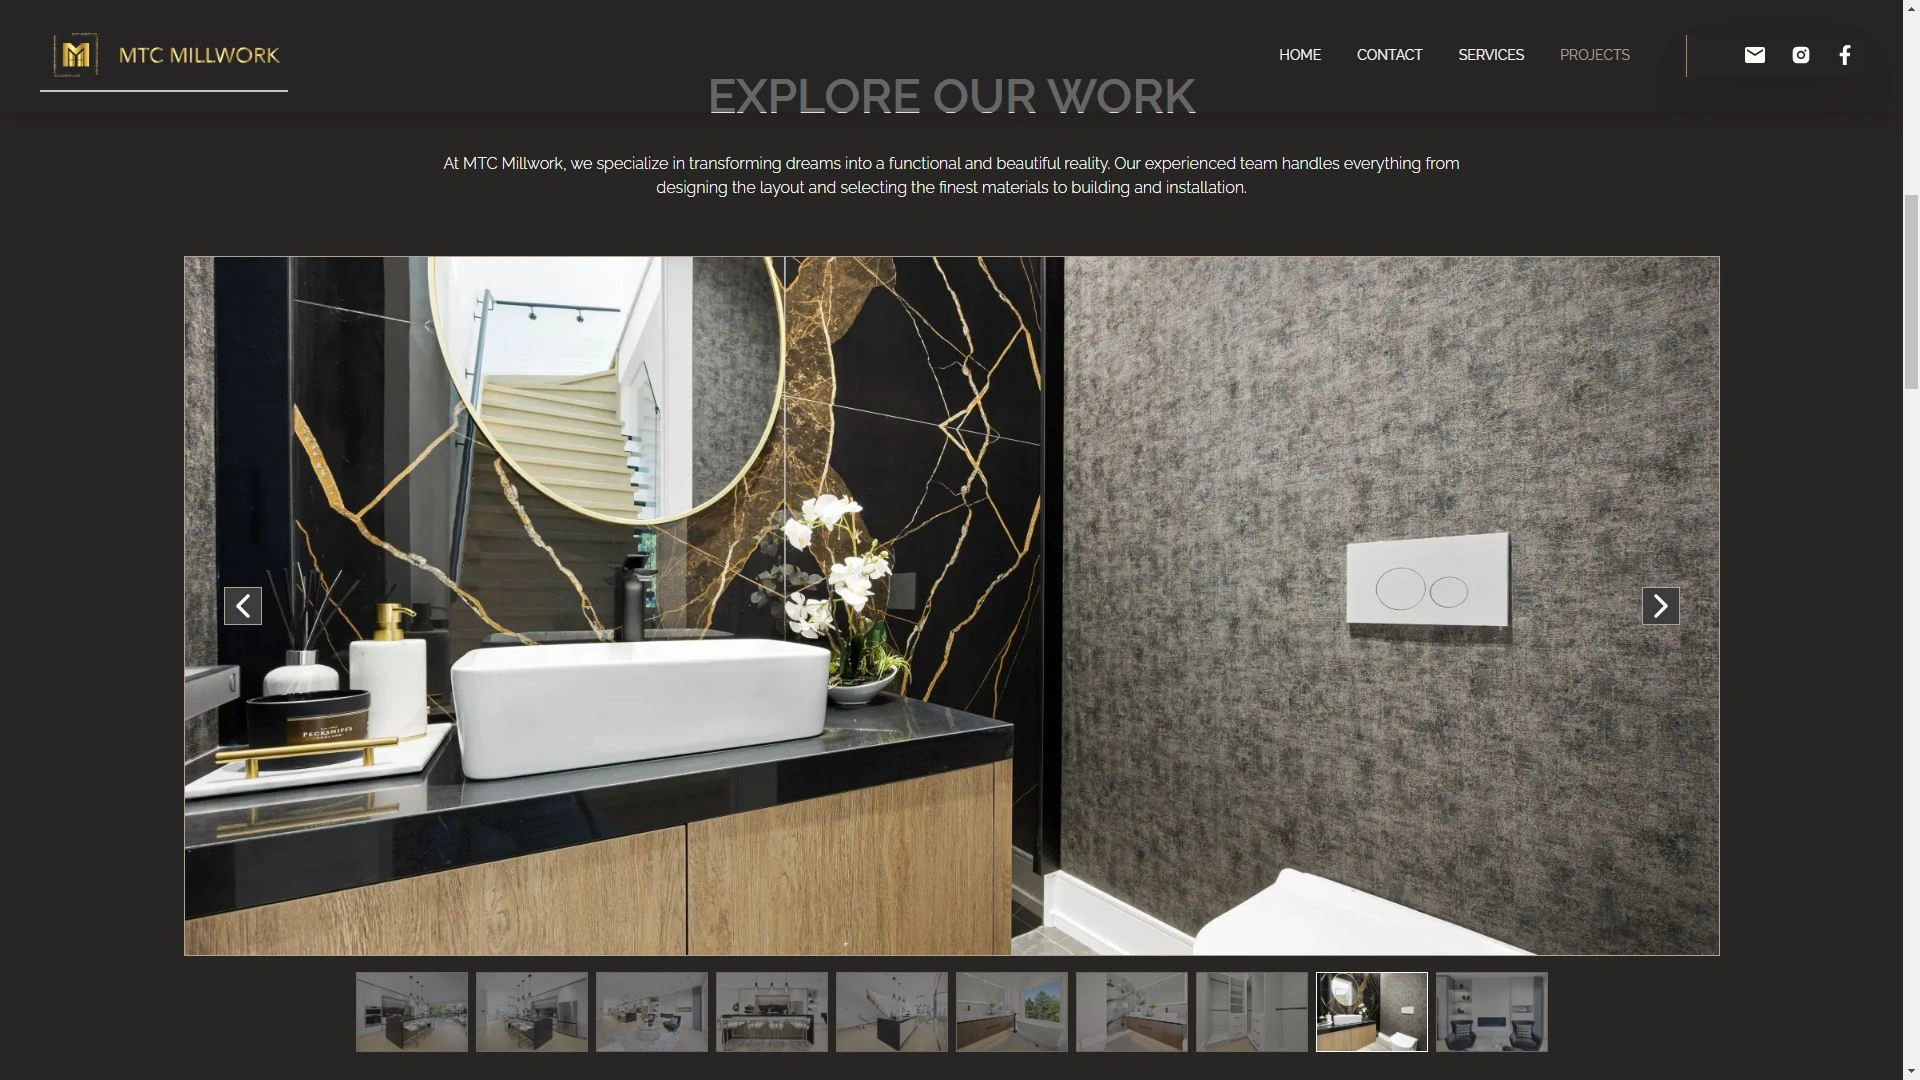 MTC MILLWORK
HOME CONTACT SERVICES PROJECTS
EXPLORE OUR WORK
At MTC Millwork, we specialize in transforming dreams into a functional and beautiful reality. Our experienced team handles everything from
designing the layout and selecting the finest materials to building and installation.
PECKSNIFF'S